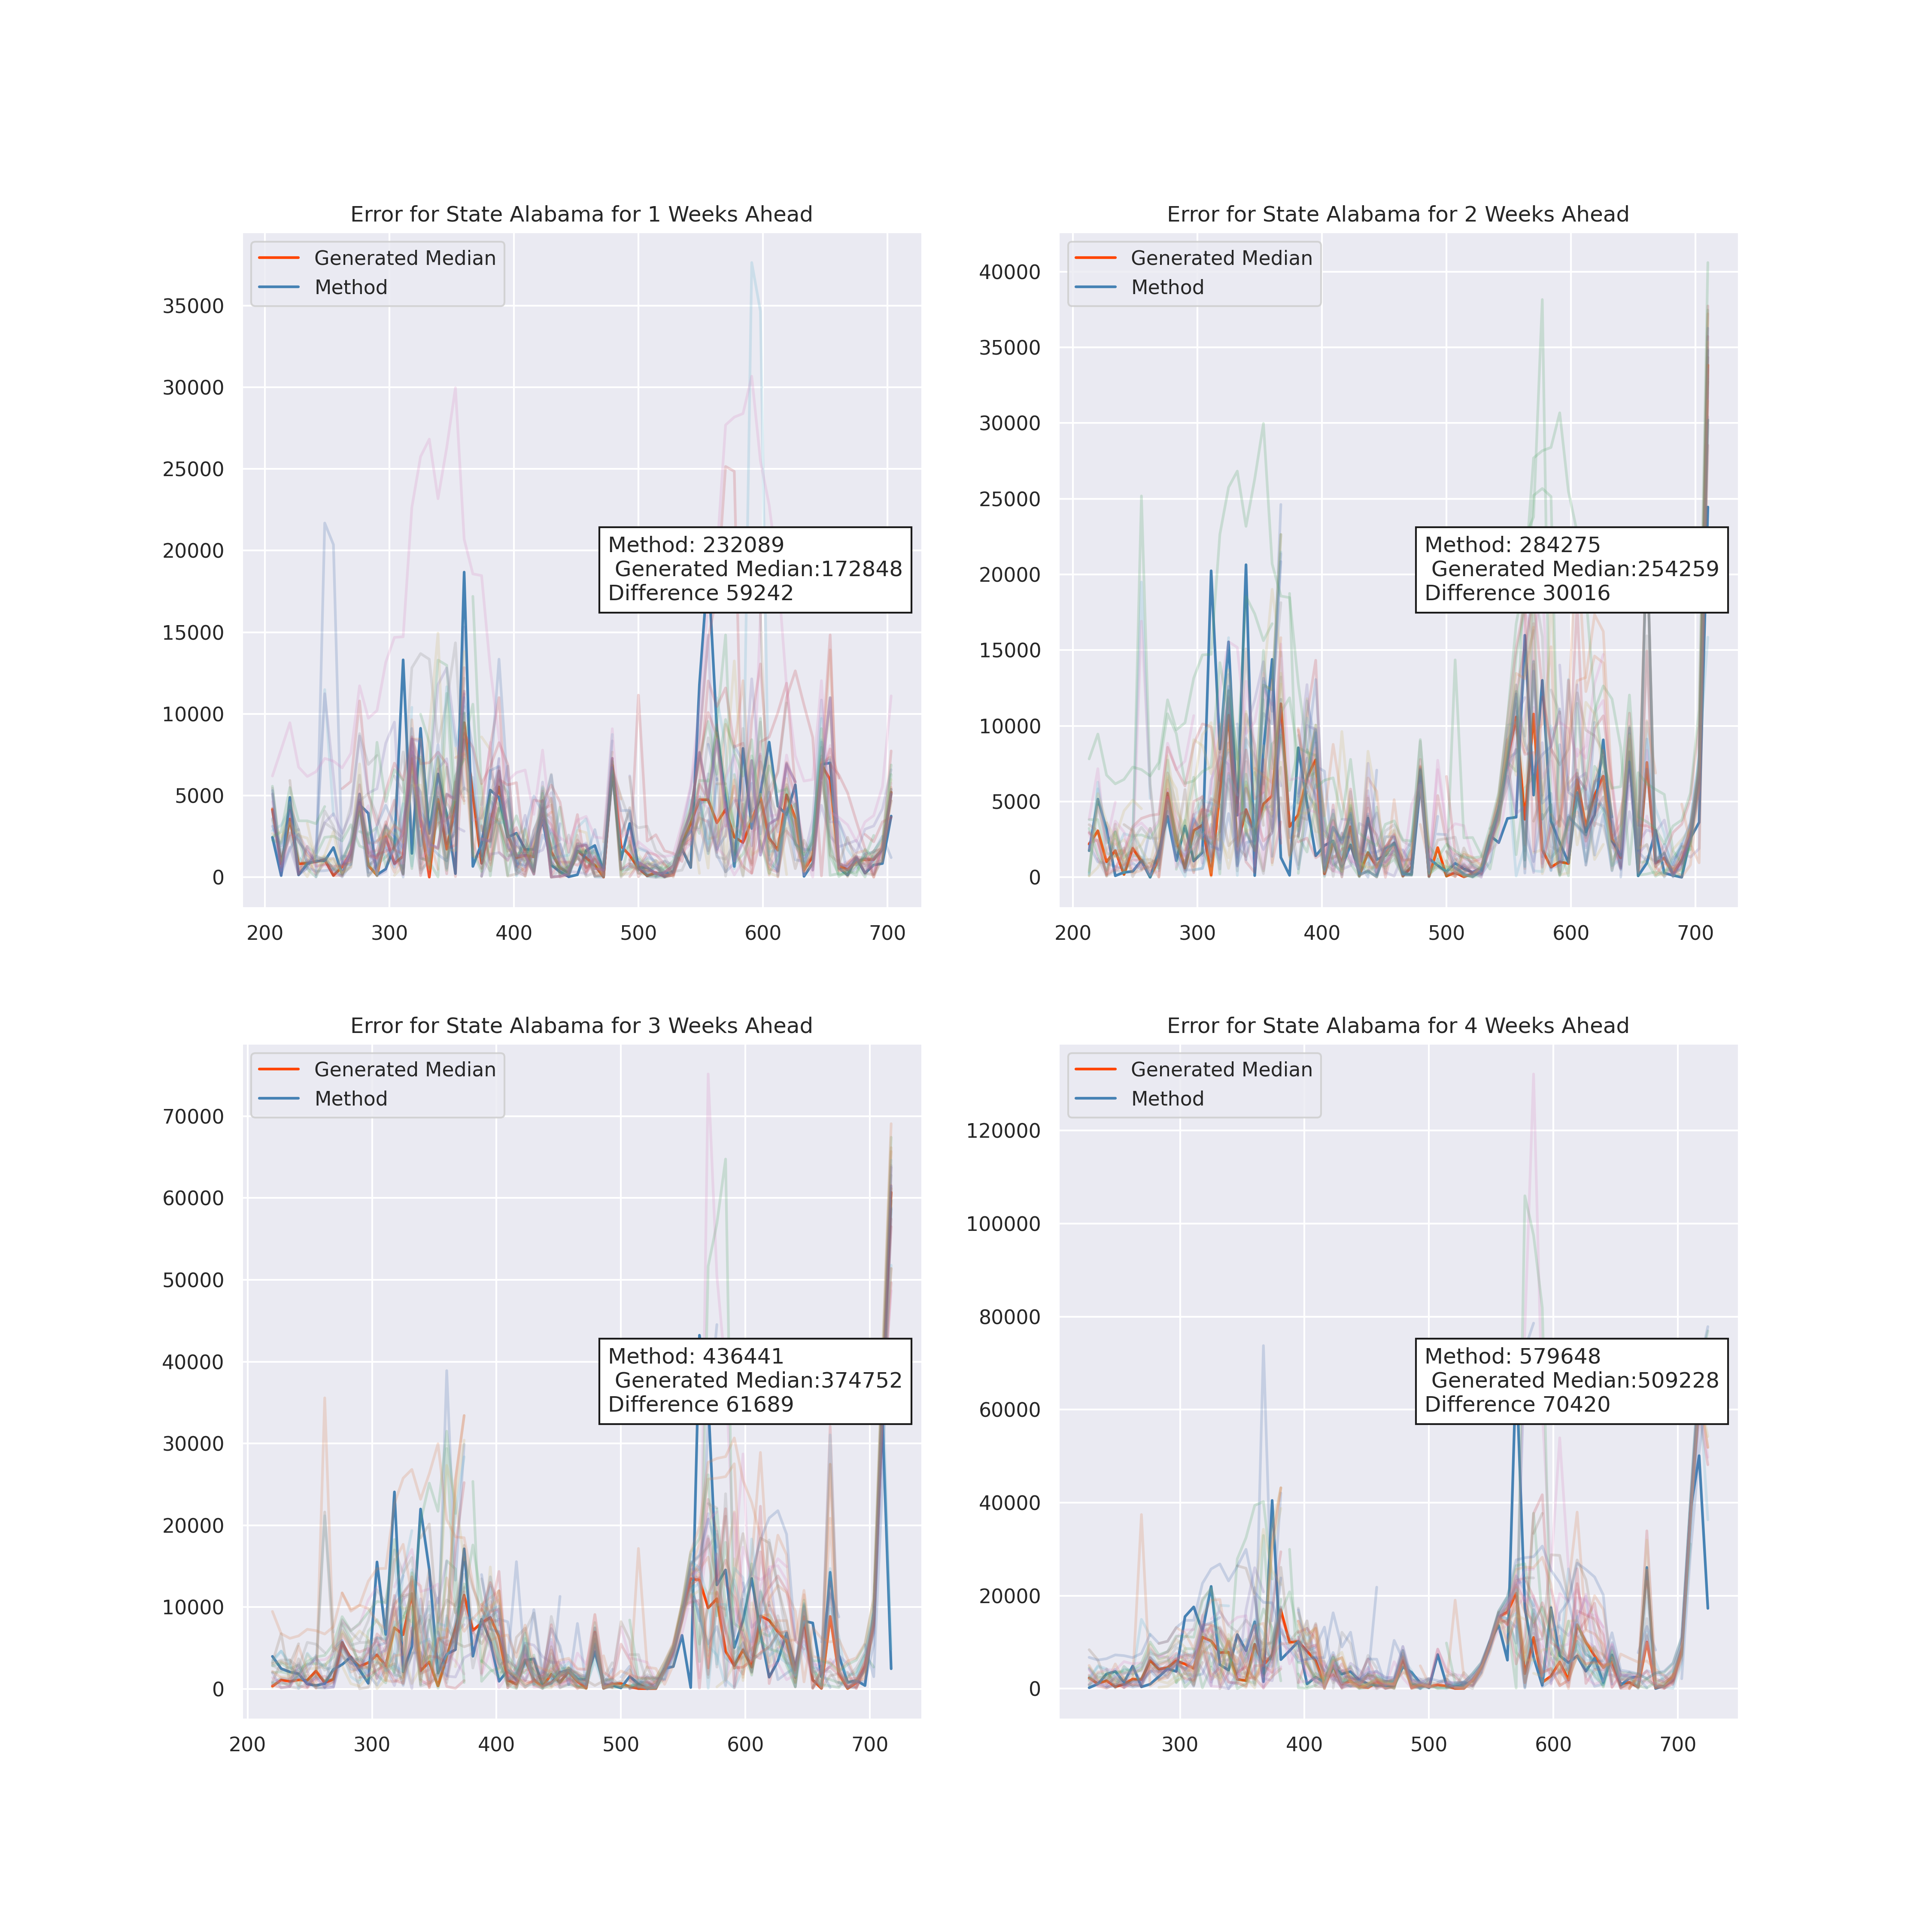 Error for State Alabama for 1 Weeks Ahead
Generated Median
Method
35000
30000
25000
20000
15000
10000
5000
0
Method: 232089
Generated Median:172848
Difference 59242
200 300 400 500 600 700
Error for State Alabama for 2 Weeks Ahead
Generated Median
Method
40000
35000
30000
25000
20000
15000
10000
5000
0
Method: 284275
Generated Median:254259
Difference 30016
200 300 400 500 600 700
Error for State Alabama for 3 Weeks Ahead
Generated Median
Method
70000
60000
50000
40000
30000
20000
10000
0
Method: 436441
Generated Median:374752
Difference 61689
200 300 400 500 600 700
Error for State Alabama for 4 Weeks Ahead
Generated Median
Method
120000
100000
80000
60000
40000
20000
0
Method: 579648
Generated Median:509228
Difference 70420
300 400 500 600 700